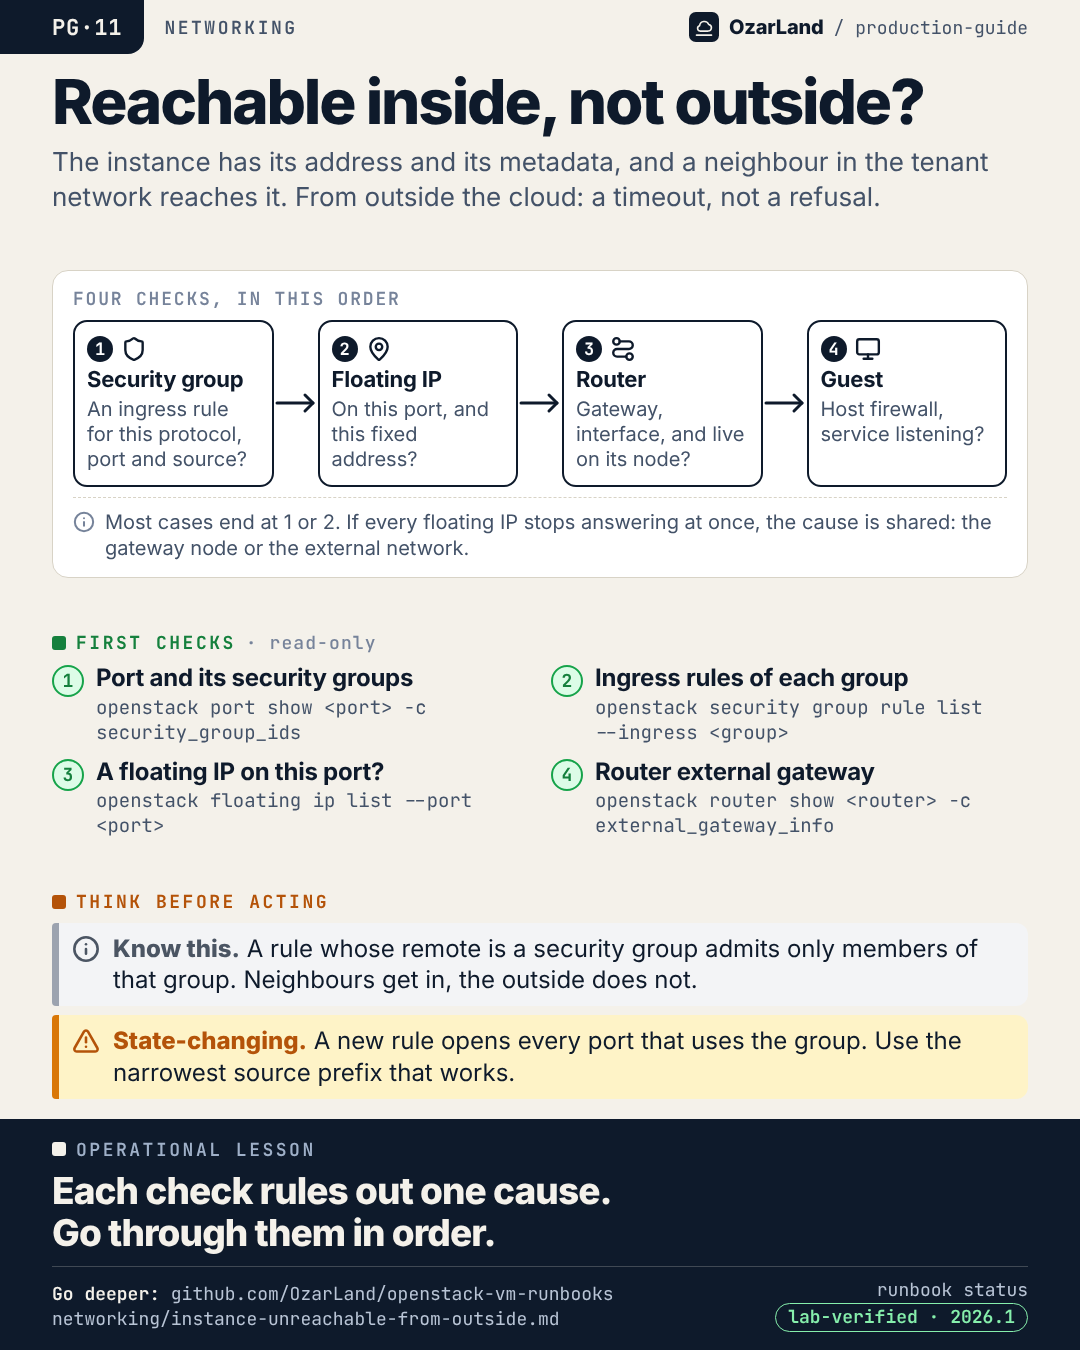 PG·11 NETWORKING OzarLand / production-guide
Reachable inside, not outside?
The instance has its address and its metadata, and a neighbour in the tenant
network reaches it. From outside the cloud: a timeout, not a refusal.
FOUR CHECKS, IN THIS ORDER
1
Security group
An ingress rule
for this protocol,
port and source?
2
Floating IP
On this port, and
this fixed
address?
3
Router
Gateway,
interface, and live
on its node?
4
Guest
Host firewall,
service listening?
Most cases end at 1 or 2. If every floating IP stops answering at once, the cause is shared: the
gateway node or the external network.
FIRST CHECKS · read-only
1 Port and its security groups
openstack port show <port> -c
security_group_ids
2 Ingress rules of each group
openstack security group rule list
--ingress <group>
3 A floating IP on this port?
openstack floating ip list --port
<port>
4 Router external gateway
openstack router show <router> -c
external_gateway_info
THINK BEFORE ACTING
Know this. A rule whose remote is a security group admits only members of
that group. Neighbours get in, the outside does not.
State-changing. A new rule opens every port that uses the group. Use the
narrowest source prefix that works.
OPERATIONAL LESSON
Each check rules out one cause.
Go through them in order.
Go deeper: github.com/OzarLand/openstack-vm-runbooks
networking/instance-unreachable-from-outside.md
runbook status
lab-verified · 2026.1